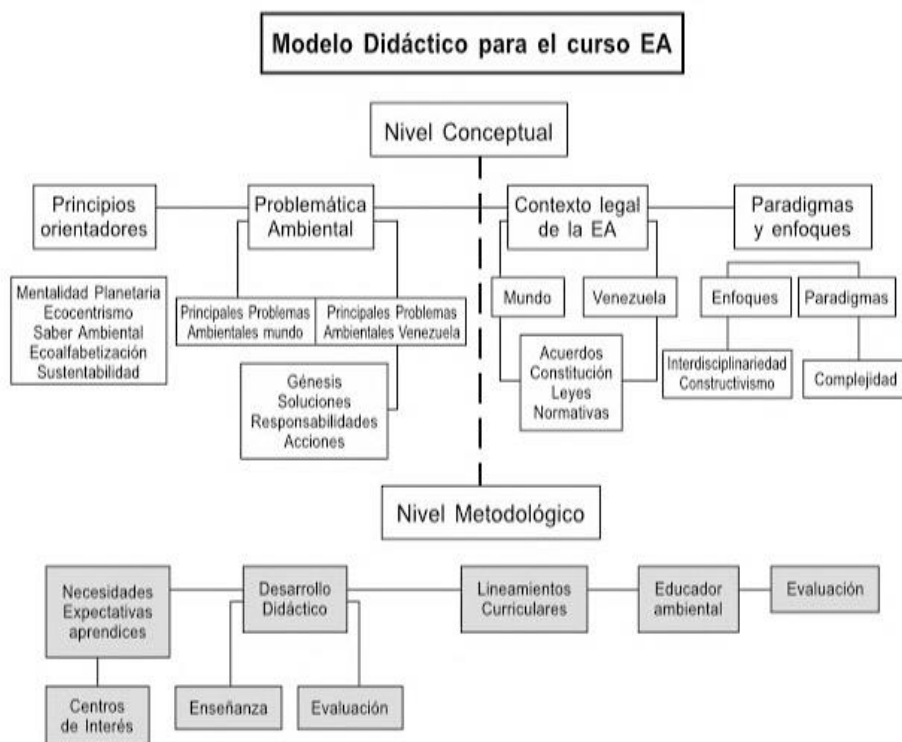 Modelo Didáctico para el curso EA
Nivel Conceptual
Principios
orientadores
Problemática
Ambiental
Contexto legal
de la EA
Paradigmas
y enfoques
Mentalidad Planetaria
Ecocentrismo
Saber Ambiental
Ecoalfabetización
Sustentabilidad
Principales Problemas
Ambientales mundo
Principales Problemas
Ambientales Venezuela
Génesis
Soluciones
Responsabilidades
Acciones
Mundo
Venezuela
Acuerdos
Constitución
Leyes
Normativas
Enfoques
Paradigmas
Interdisciplinariedad
Constructivismo
Complejidad
Nivel Metodológico
Necesidades
Expectativas
aprendices
Desarrollo
Didáctico
Lineamientos
Curriculares
Educador
ambiental
Evaluación
Centros
de Interés
Enseñanza
Evaluación